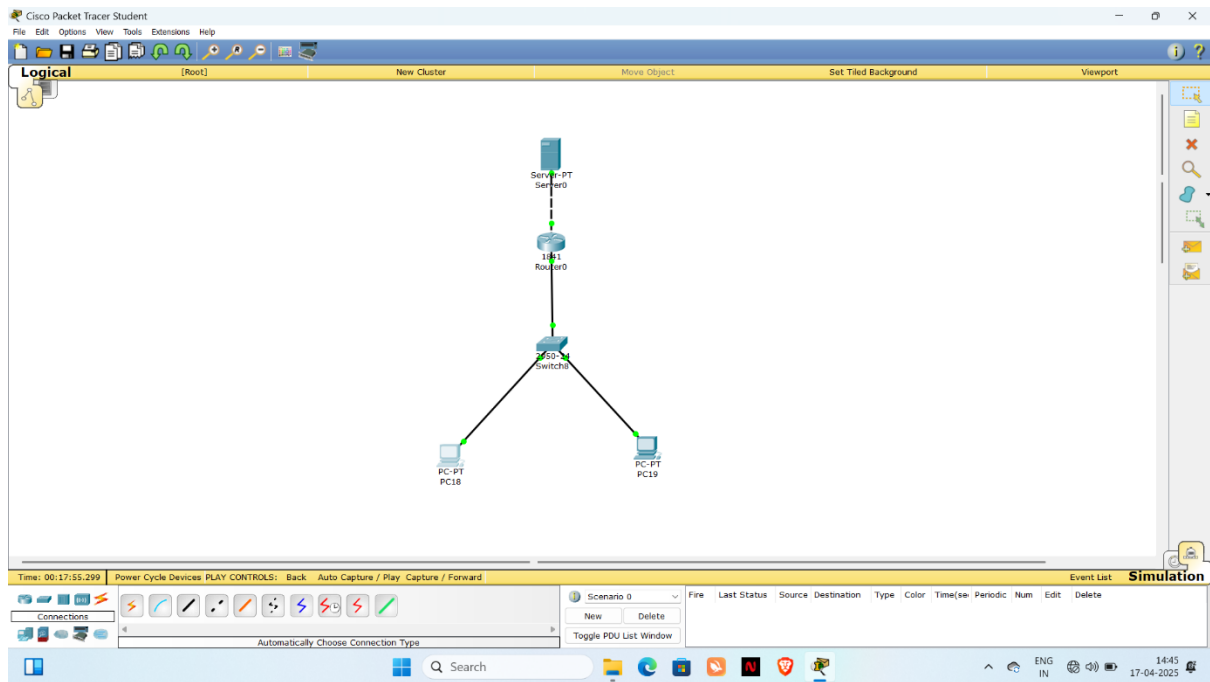 Cisco Packet Tracer Student
File Edit Options View Tools Extensions Help
Logical [Root] New Cluster Move Object Set Tiled Background Viewport
Server-PT
Server0
1841
Router0
2950-24
Switch8
PC-PT
PC18
PC-PT
PC19
Time: 00:17:55.299 Power Cycle Devices PLAY CONTROLS: Back Auto Capture / Play Capture / Forward Event List Simulation
Connections
Automatically Choose Connection Type
Scenario 0
New Delete
Toggle PDU List Window
Fire Last Status Source Destination Type Color Time(se Periodic Num Edit Delete
Search
ENG
IN
14:45
17-04-2025